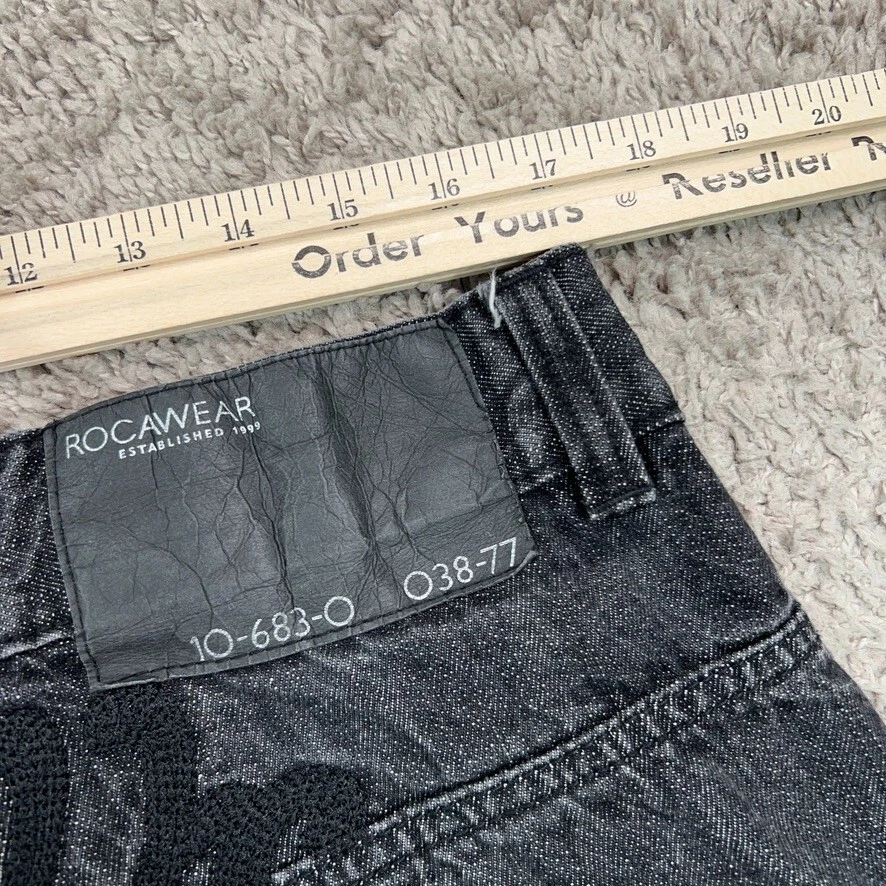 12 13 14 15 16 17 18 19 20
Order Yours @ Reseller
ROCAWEAR
ESTABLISHED 1999
10-683-0 038-77